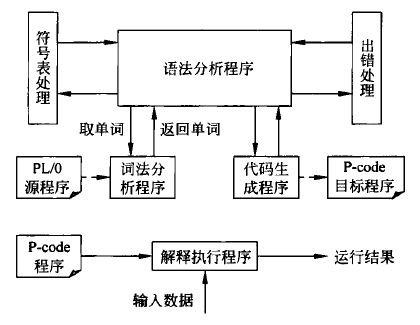 符号表处理
语法分析程序
出错处理
取单词
返回单词
PL/0
源程序
词法分
析程序
代码生
成程序
P-code
目标程序
P-code
程序
解释执行程序
运行结果
输入数据